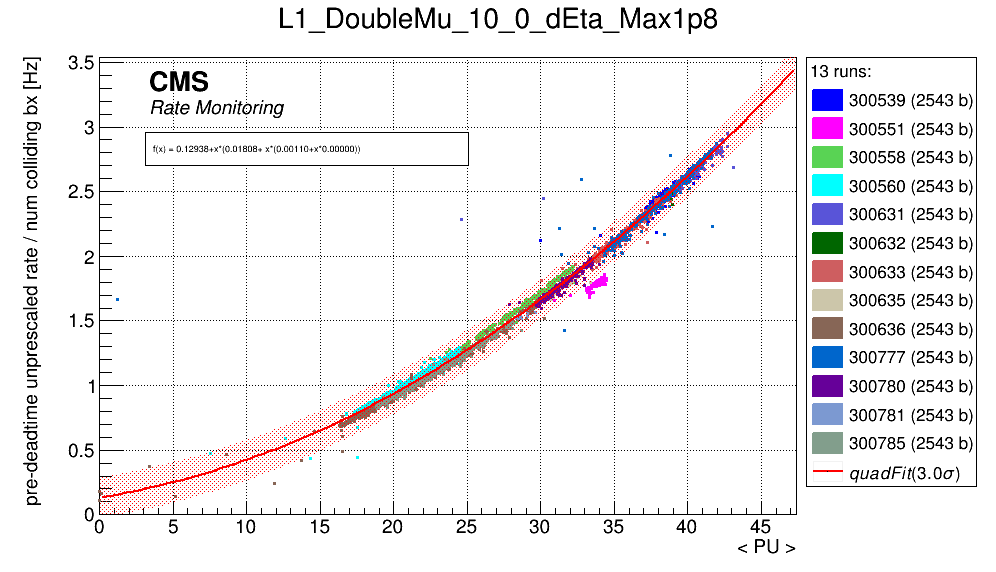 L1_DoubleMu_10_0_dEta_Max1p8
pre-deadtime unprescaled rate / num colliding bx [Hz]
CMS
Rate Monitoring
f(x) = 0.12938+x*(0.01808+ x*(0.00110+x*0.00000))
3.5
3
2.5
2
1.5
1
0.5
0
0 5 10 15 20 25 30 35 40 45
< PU >
13 runs:
300539 (2543 b)
300551 (2543 b)
300558 (2543 b)
300560 (2543 b)
300631 (2543 b)
300632 (2543 b)
300633 (2543 b)
300635 (2543 b)
300636 (2543 b)
300777 (2543 b)
300780 (2543 b)
300781 (2543 b)
300785 (2543 b)
quadFit(3.0σ)